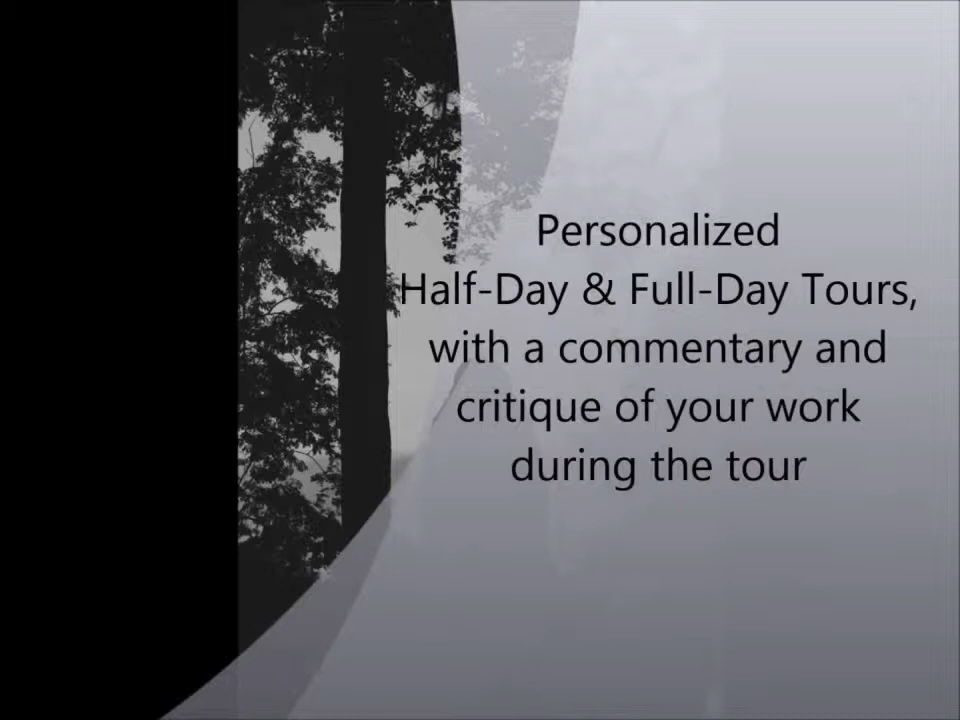 Personalized
Half-Day & Full-Day Tours,
with a commentary and
critique of your work
during the tour